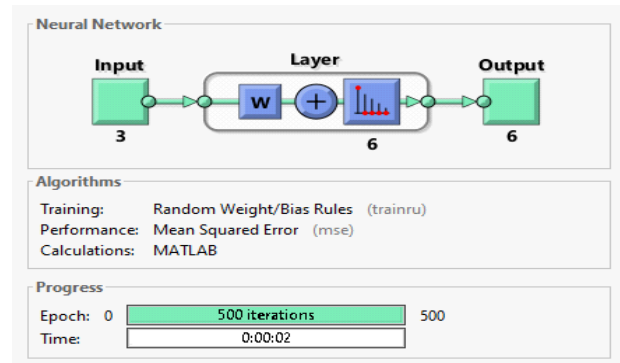 Neural Network
Input
Layer
Output
W
+
3
6
6
Algorithms
Training: Random Weight/Bias Rules (trainru)
Performance: Mean Squared Error (mse)
Calculations: MATLAB
Progress
Epoch: 0 500 iterations 500
Time: 0:00:02